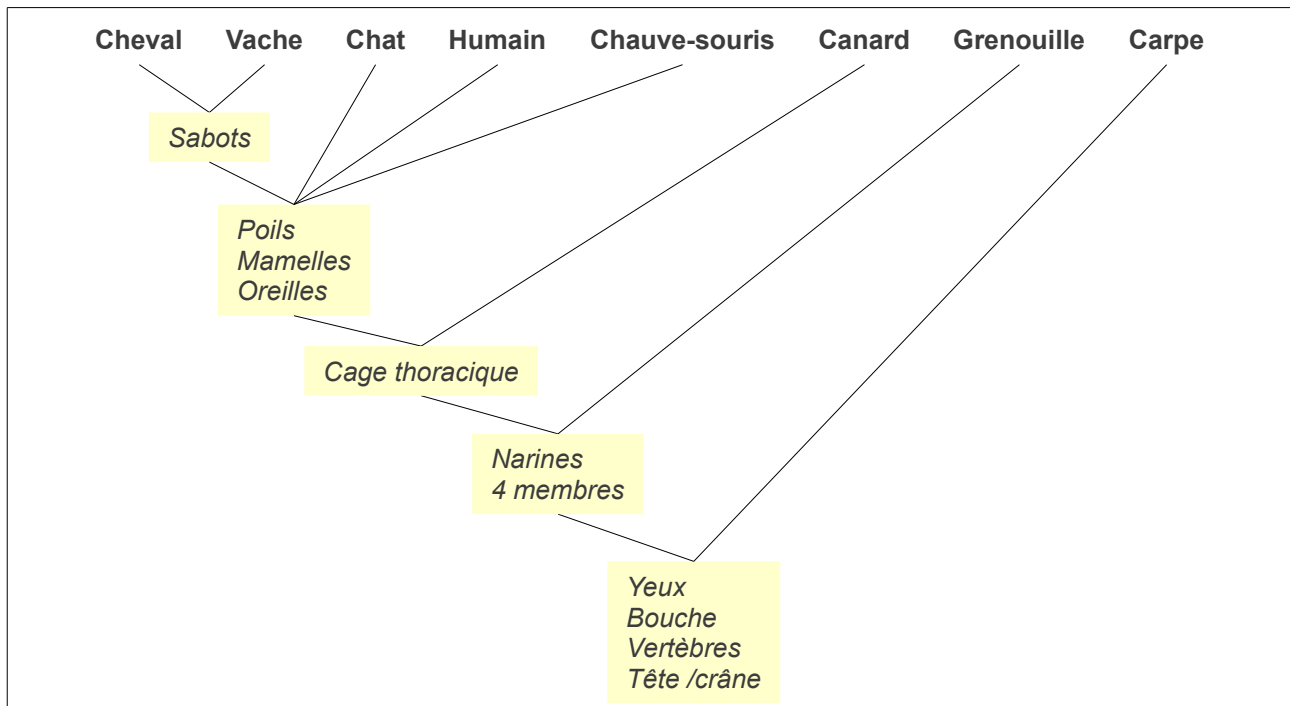 Cheval Vache Chat Humain Chauve-souris Canard Grenouille Carpe
Sabots
Poils
Mamelles
Oreilles
Cage thoracique
Narines
4 membres
Yeux
Bouche
Vertèbres
Tête /crâne